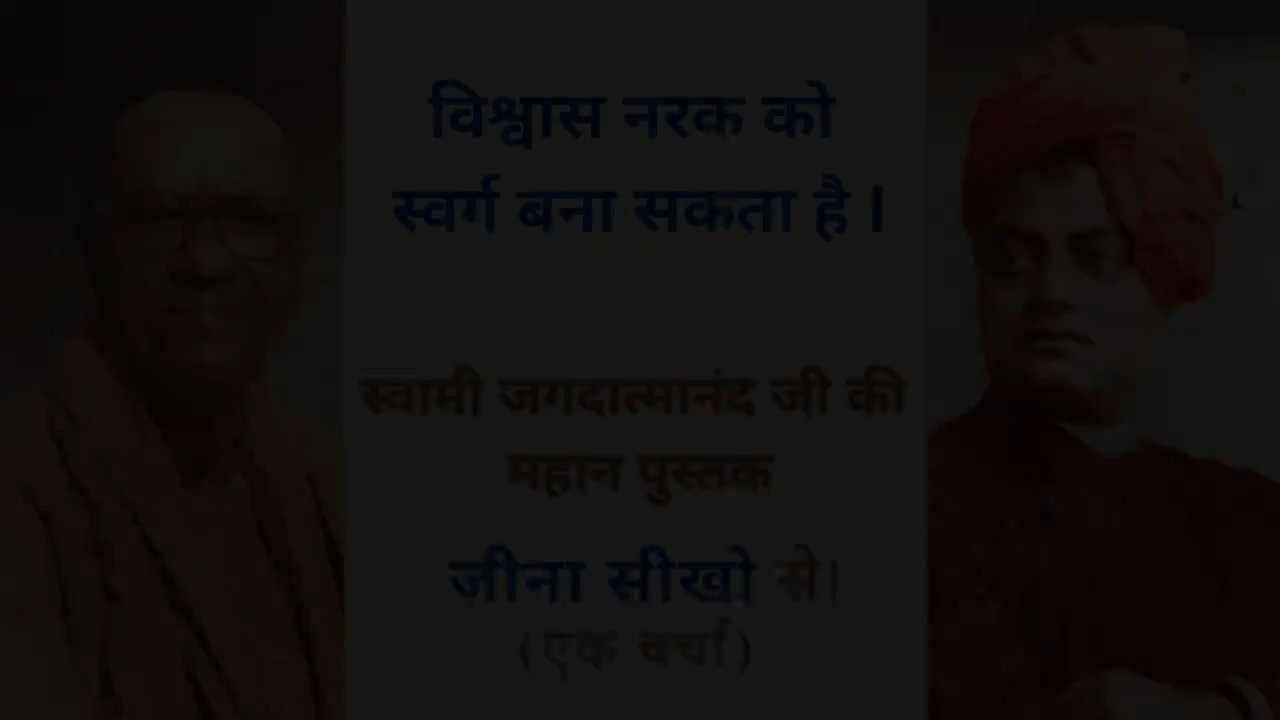 विश्वास नरक को
स्वर्ग बना सकता है ।
स्वामी जगदात्मानंद जी की
महान पुस्तक
जीना सीखो से।
(एक चर्चा)